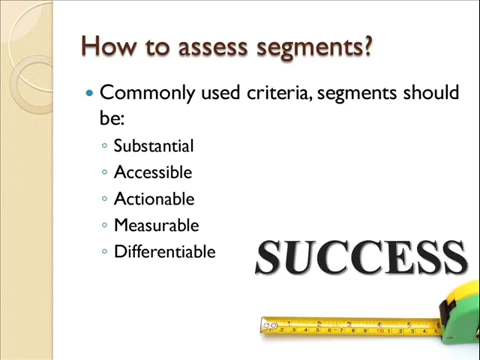 How to assess segments?
Commonly used criteria, segments should
be:
Substantial
Accessible
Actionable
Measurable
Differentiable
SUCCESS